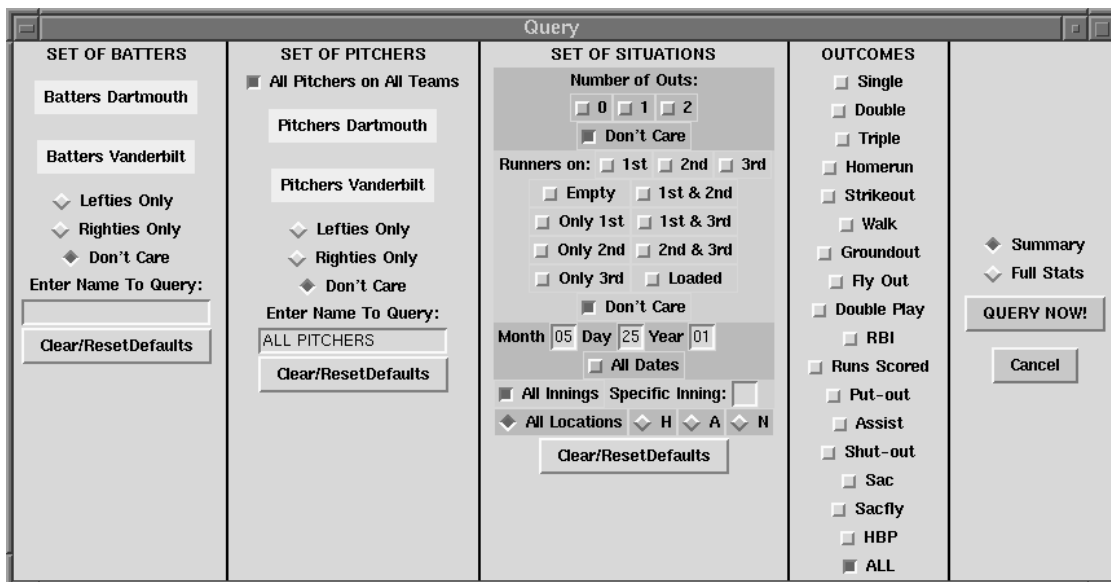 Query
SET OF BATTERS
Batters Dartmouth
Batters Vanderbilt
Lefties Only
Righties Only
Don't Care
Enter Name To Query:
Clear/ResetDefaults
SET OF PITCHERS
All Pitchers on All Teams
Pitchers Dartmouth
Pitchers Vanderbilt
Lefties Only
Righties Only
Don't Care
Enter Name To Query:
ALL PITCHERS
Clear/ResetDefaults
SET OF SITUATIONS
Number of Outs:
0 1 2
Don't Care
Runners on: 1st 2nd 3rd
Empty 1st & 2nd
Only 1st 1st & 3rd
Only 2nd 2nd & 3rd
Only 3rd Loaded
Don't Care
Month 05 Day 25 Year 01
All Dates
All Innings Specific Inning:
All Locations H A N
Clear/ResetDefaults
OUTCOMES
Single
Double
Triple
Homerun
Strikeout
Walk
Groundout
Fly Out
Double Play
RBI
Runs Scored
Put-out
Assist
Shut-out
Sac
Sacfly
HBP
ALL
Summary
Full Stats
QUERY NOW!
Cancel